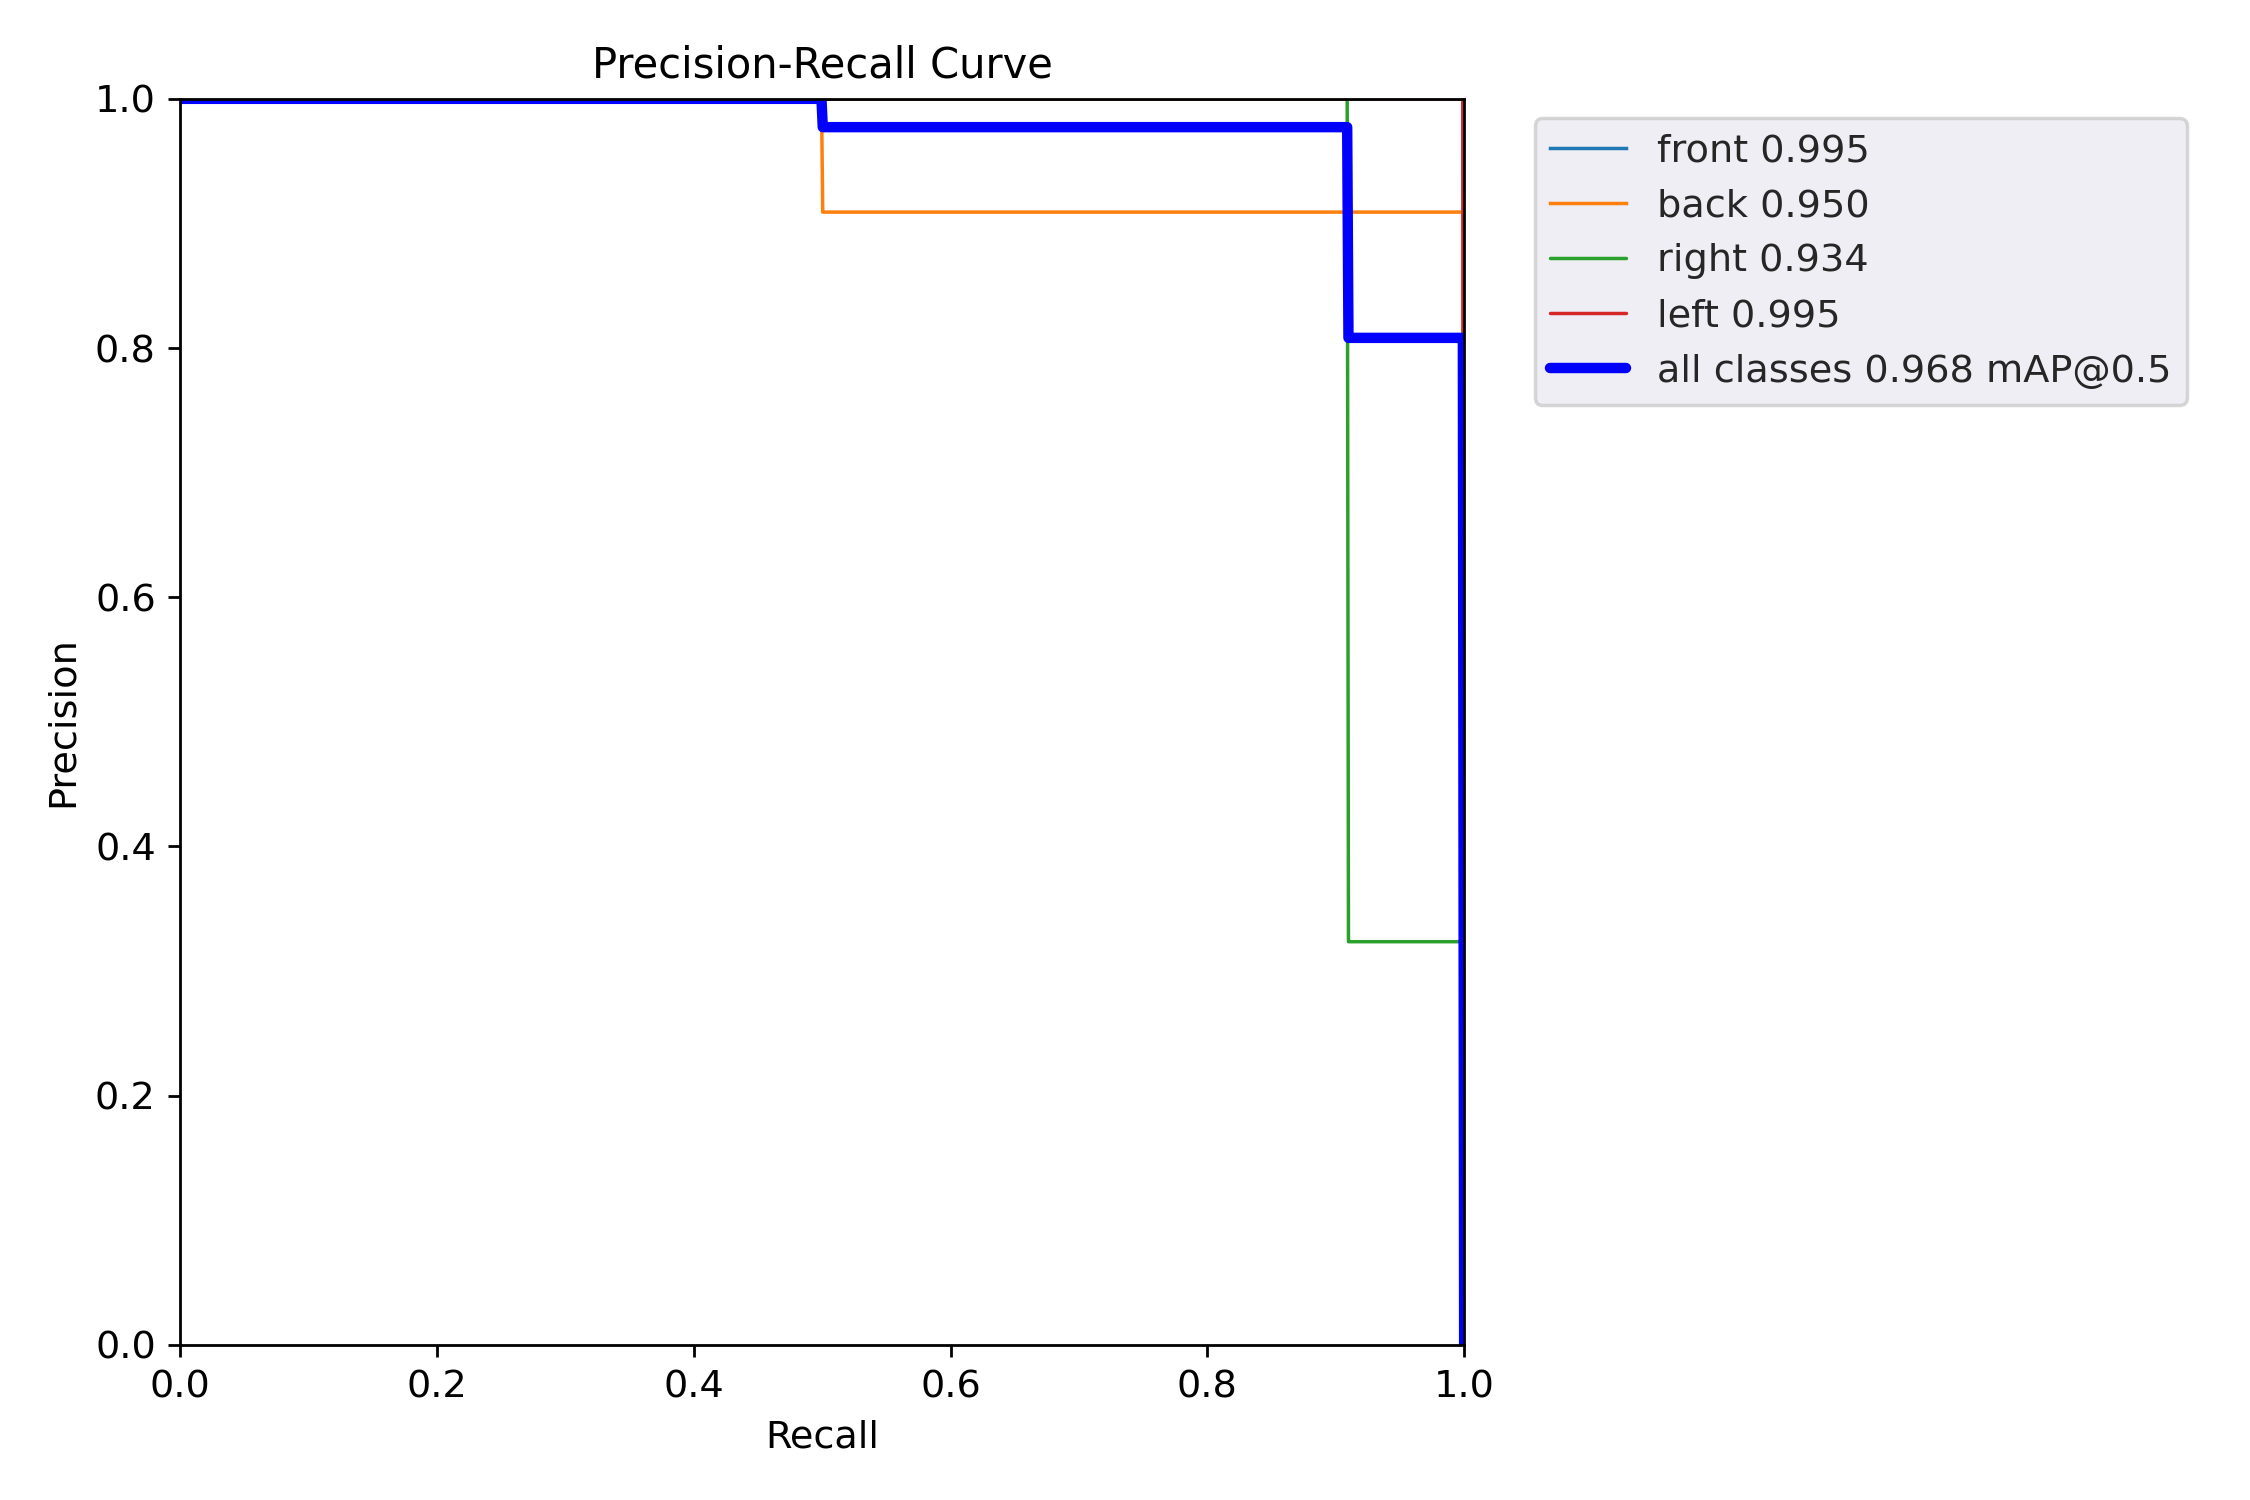 Precision-Recall Curve
1.0
0.8
0.6
0.4
0.2
0.0
Precision
0.0 0.2 0.4 0.6 0.8 1.0
Recall
front 0.995
back 0.950
right 0.934
left 0.995
all classes 0.968 mAP@0.5